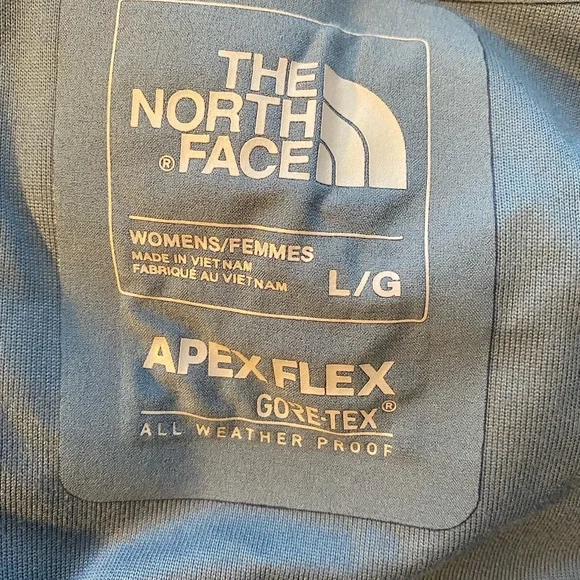 THE
NORTH
®FACE
WOMENS/FEMMES
MADE IN VIETNAM
FABRIQUÉ AU VIETNAM
L/G
APEX FLEX
GORE-TEX®
ALL WEATHER PROOF